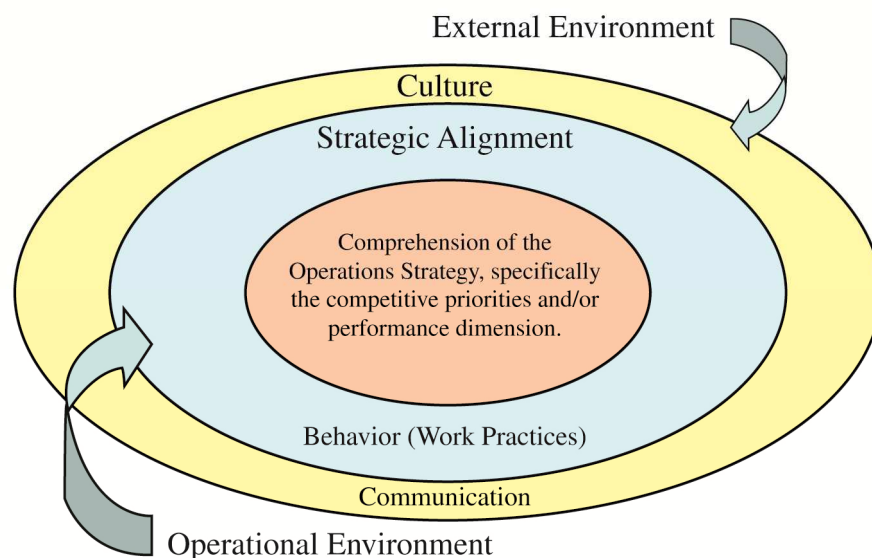 External Environment
Culture
Strategic Alignment
Comprehension of the
Operations Strategy, specifically
the competitive priorities and/or
performance dimension.
Behavior (Work Practices)
Communication
Operational Environment